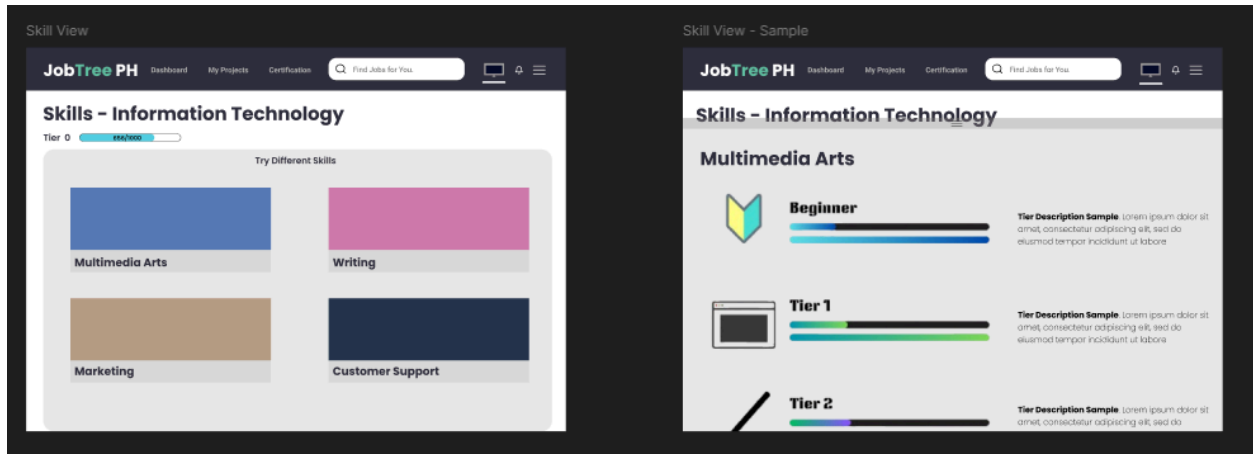 Skill View
JobTree PH Dashboard My Projects Certification Find Jobs for You.
Skills - Information Technology
Tier 0
Try Different Skills
Multimedia Arts Writing
Marketing Customer Support
Skill View - Sample
JobTree PH Dashboard My Projects Certification Find Jobs for You.
Skills - Information Technology
Multimedia Arts
Beginner
Tier Description Sample. Lorem ipsum dolor sit
amet, consectetur adipiscing elit, sed do
eiusmod tempor incididunt ut labore
Tier 1
Tier Description Sample. Lorem ipsum dolor sit
amet, consectetur adipiscing elit, sed do
eiusmod tempor incididunt ut labore
Tier 2
Tier Description Sample. Lorem ipsum dolor sit
amet, consectetur adipiscing elit, sed do